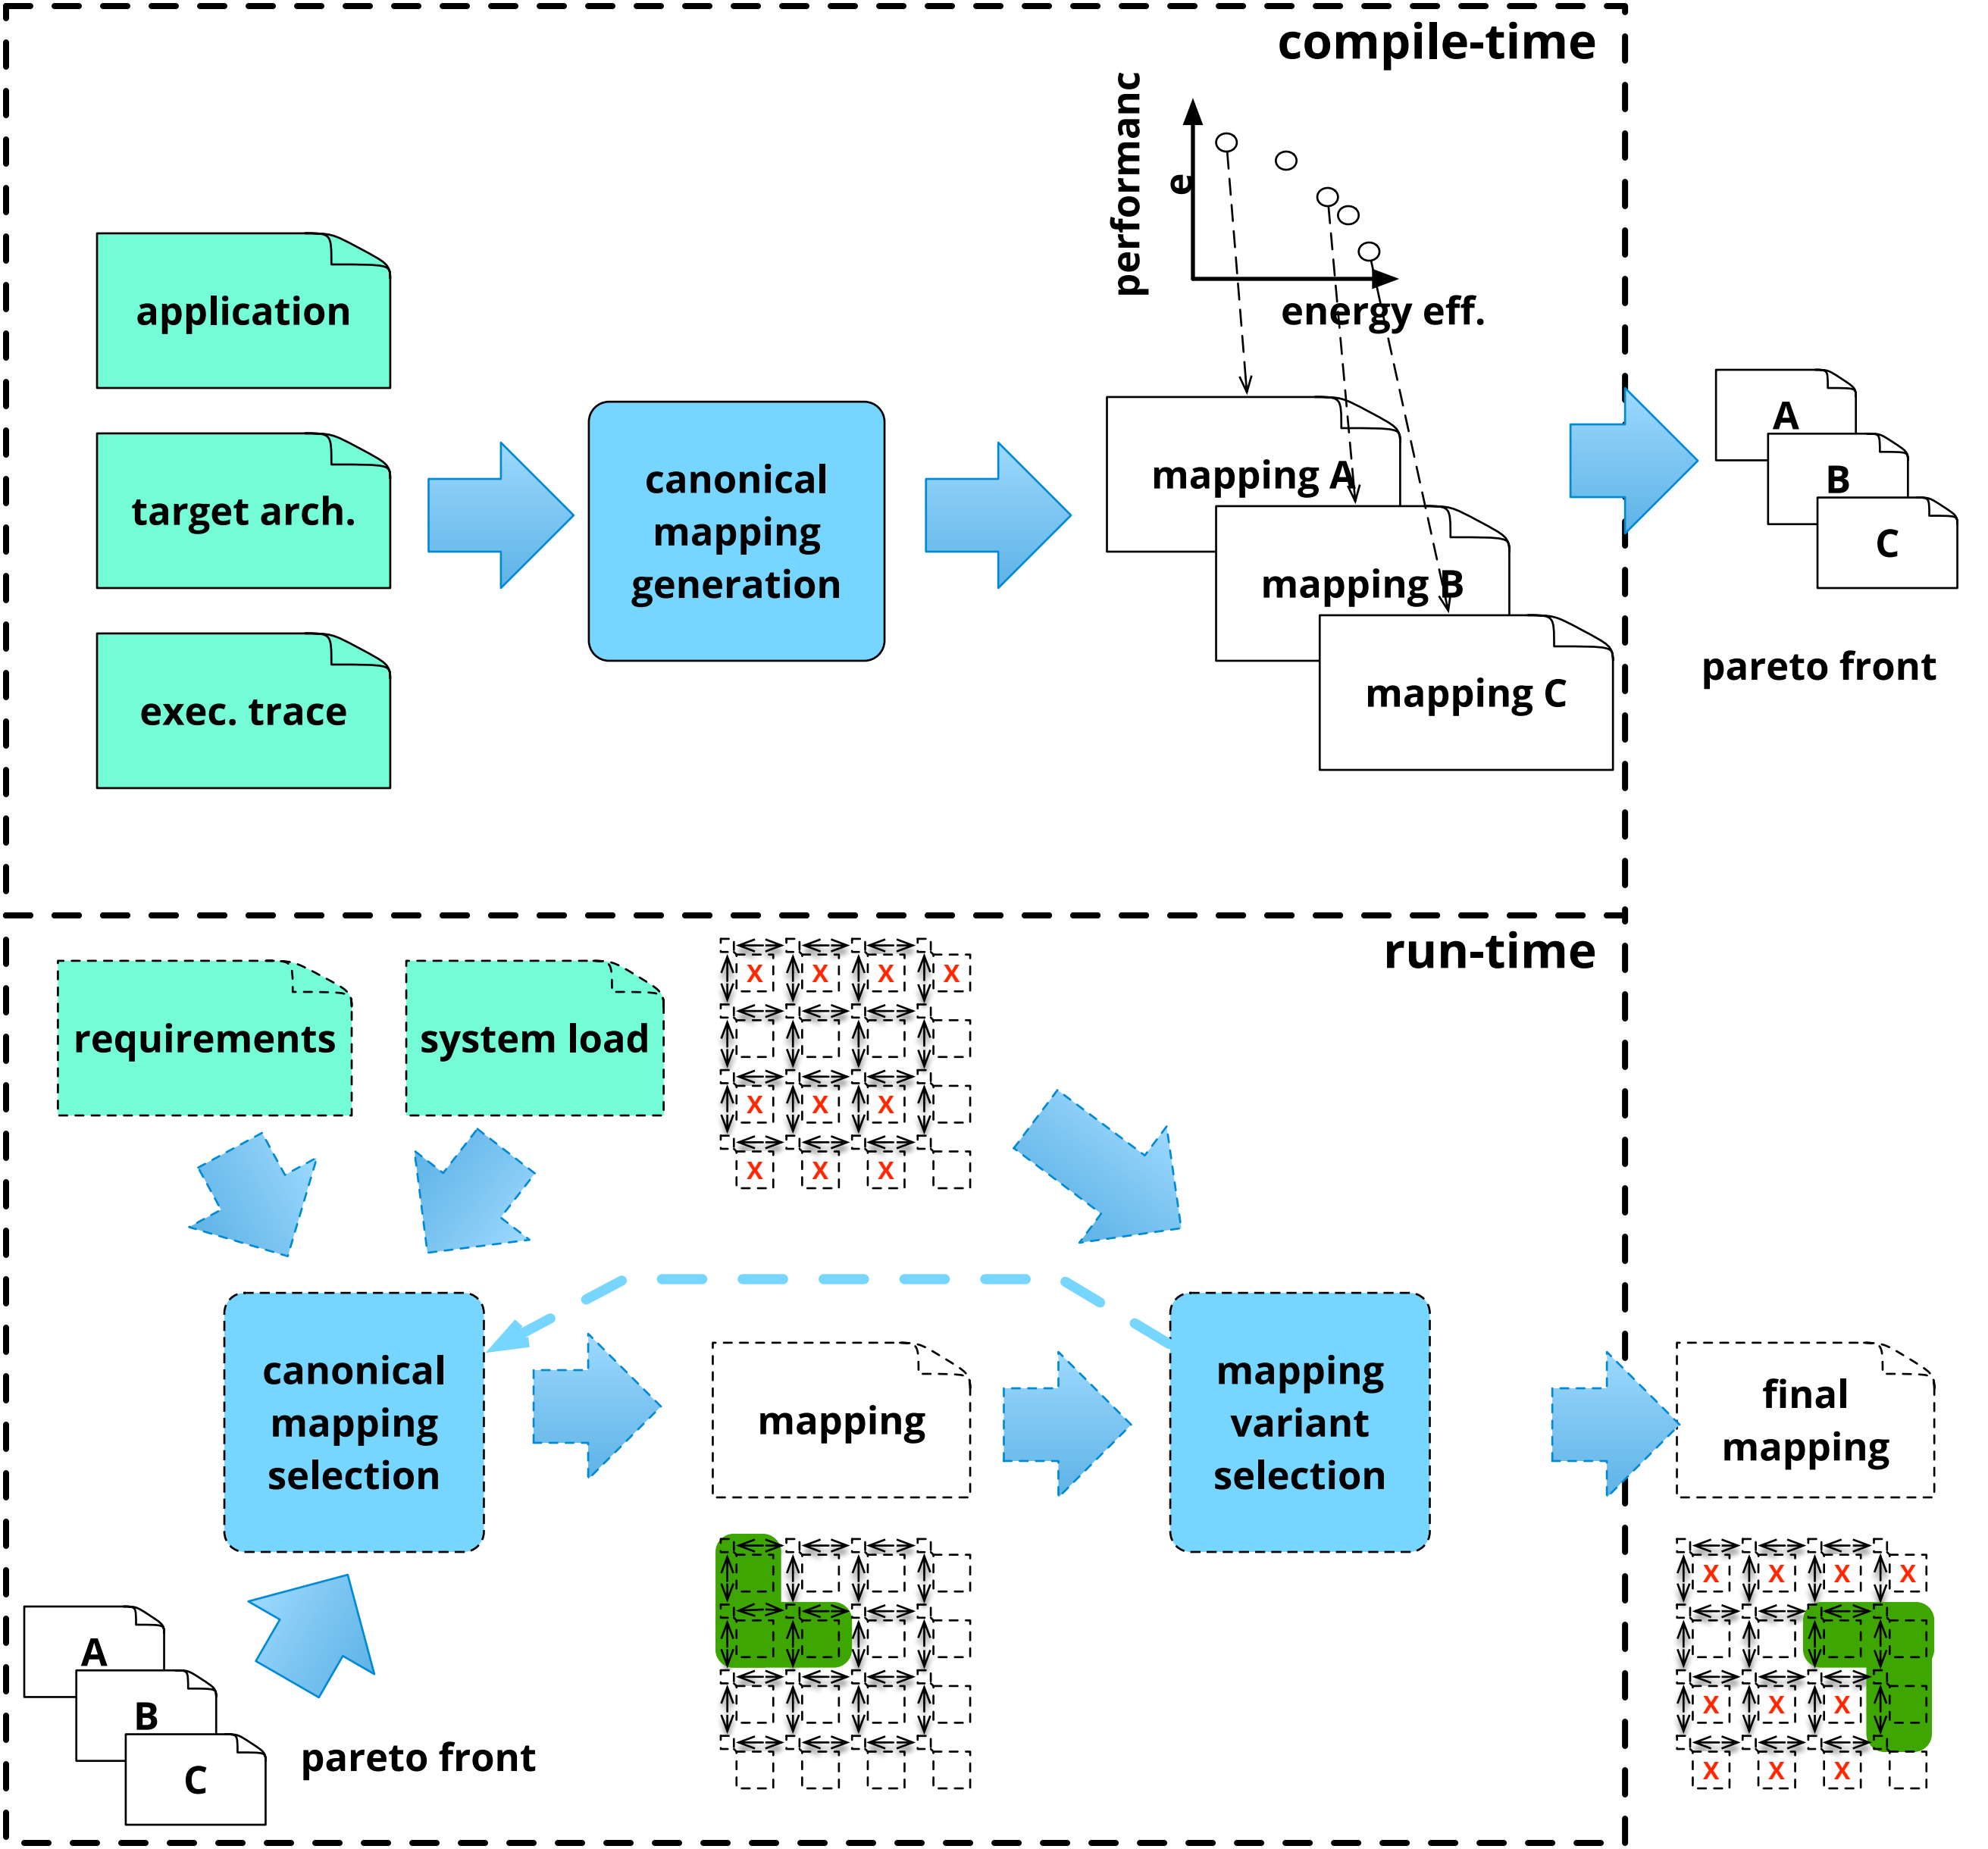 compile-time
performanc
e
energy eff.
application
target arch.
exec. trace
canonical
mapping
generation
mapping A
mapping B
mapping C
A
B
C
pareto front
run-time
requirements
system load
X X X X
X X X
X X X
canonical
mapping
selection
mapping
mapping
variant
selection
final
mapping
A
B
C
pareto front
X X X X
X X X
X X X